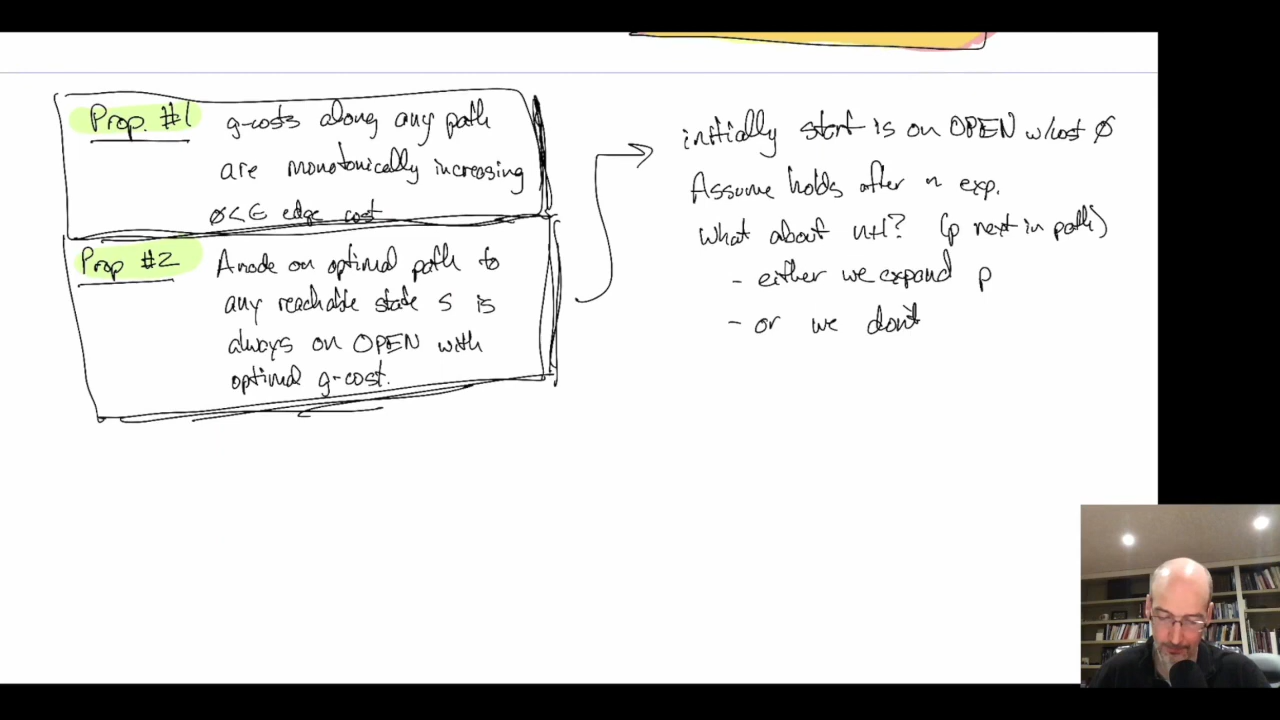 Prop. #1 g-costs along any path
are monotonically increasing
0<ϵ edge cost
Prop #2 A node on optimal path to
any reachable state s is
always on OPEN with
optimal g-cost.
initially start is on OPEN w/cost 0
Assume holds after n exp.
What about n+1? (p next in path)
- either we expand p
- or we don't